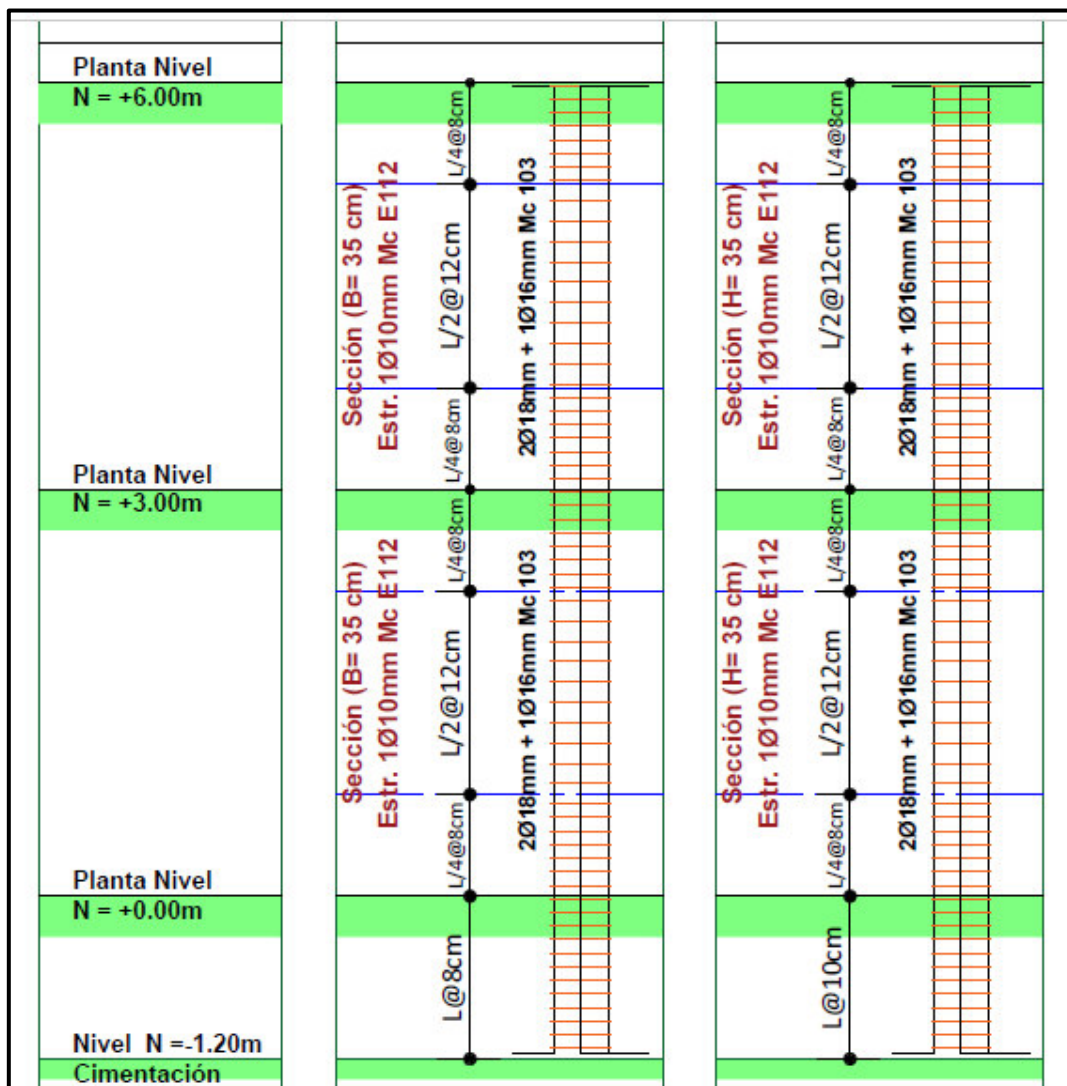 Planta Nivel
N = +6.00m
Planta Nivel
N = +3.00m
Planta Nivel
N = +0.00m
Nivel N =-1.20m
Cimentación
Sección (B= 35 cm)
Estr. 1Ø10mm Mc E112
L/4@8cm
L/2@12cm
L/4@8cm
2Ø18mm + 1Ø16mm Mc 103
Sección (B= 35 cm)
Estr. 1Ø10mm Mc E112
L/4@8cm
L/2@12cm
L/4@8cm
2Ø18mm + 1Ø16mm Mc 103
L@8cm
Sección (H= 35 cm)
Estr. 1Ø10mm Mc E112
L/4@8cm
L/2@12cm
L/4@8cm
2Ø18mm + 1Ø16mm Mc 103
Sección (H= 35 cm)
Estr. 1Ø10mm Mc E112
L/4@8cm
L/2@12cm
L/4@8cm
2Ø18mm + 1Ø16mm Mc 103
L@10cm